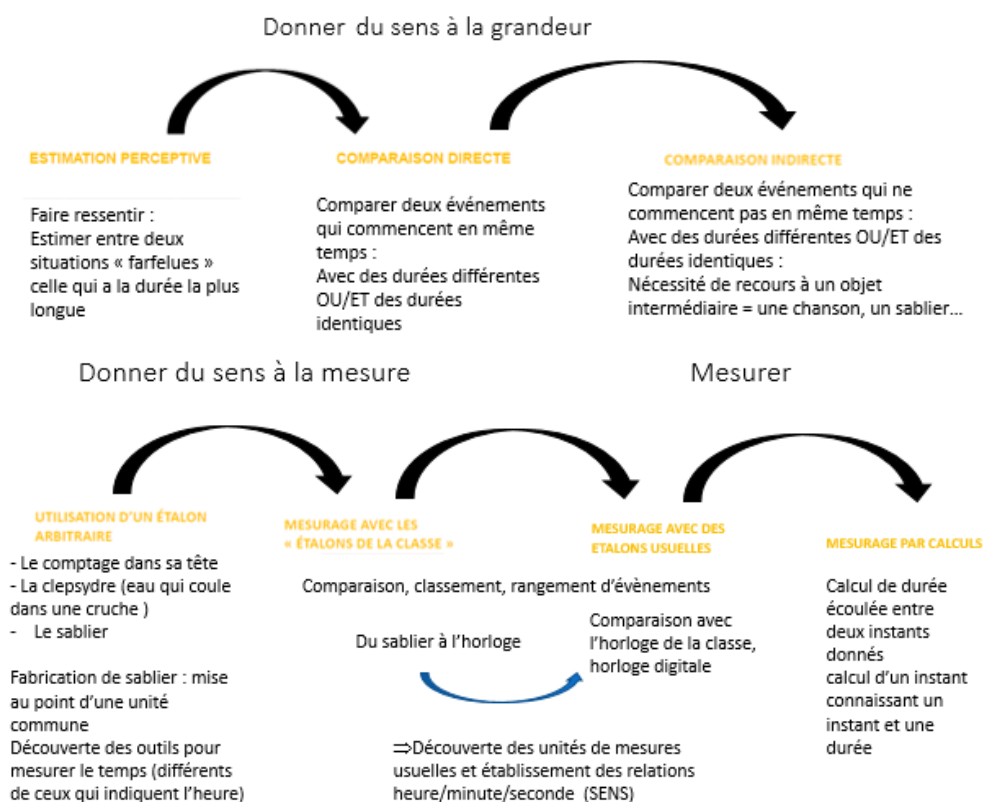 Donner du sens à la grandeur
ESTIMATION PERCEPTIVE
Faire ressentir :
Estimer entre deux
situations « farfelues »
celle qui a la durée la plus
longue
COMPARAISON DIRECTE
Comparer deux événements
qui commencent en même
temps :
Avec des durées différentes
OU/ET des durées
identiques
COMPARAISON INDIRECTE
Comparer deux événements qui ne
commencent pas en même temps :
Avec des durées différentes OU/ET des
durées identiques :
Nécessité de recours à un objet
intermédiaire = une chanson, un sablier…
Donner du sens à la mesure
Mesurer
UTILISATION D’UN ÉTALON
ARBITRAIRE
- Le comptage dans sa tête
- La clepsydre (eau qui coule
dans une cruche )
- Le sablier
Fabrication de sablier : mise
au point d’une unité
commune
Découverte des outils pour
mesurer le temps (différents
de ceux qui indiquent l’heure)
MESURAGE AVEC LES
« ÉTALONS DE LA CLASSE »
MESURAGE AVEC DES
ETALONS USUELLES
Comparaison, classement, rangement d’évènements
Du sablier à l’horloge
Comparaison avec
l’horloge de la classe,
horloge digitale
⇒Découverte des unités de mesures
usuelles et établissement des relations
heure/minute/seconde (SENS)
MESURAGE PAR CALCULS
Calcul de durée
écoulée entre
deux instants
donnés
calcul d’un instant
connaissant un
instant et une
durée